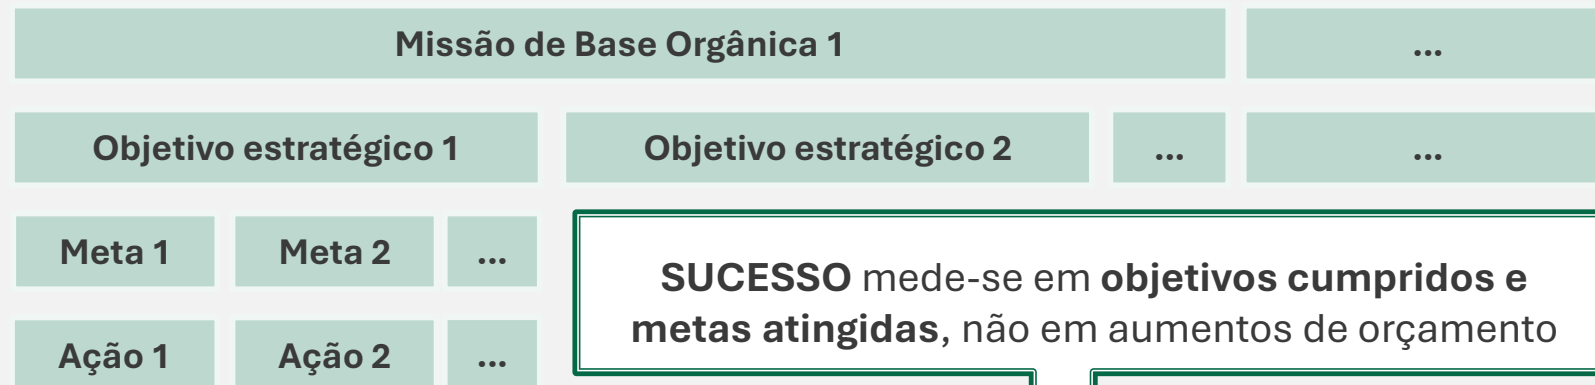 Missão de Base Orgânica 1
...
Objetivo estratégico 1
Objetivo estratégico 2
...
...
Meta 1
Meta 2
...
SUCESSO mede-se em objetivos cumpridos e
metas atingidas, não em aumentos de orçamento
Ação 1
Ação 2
...